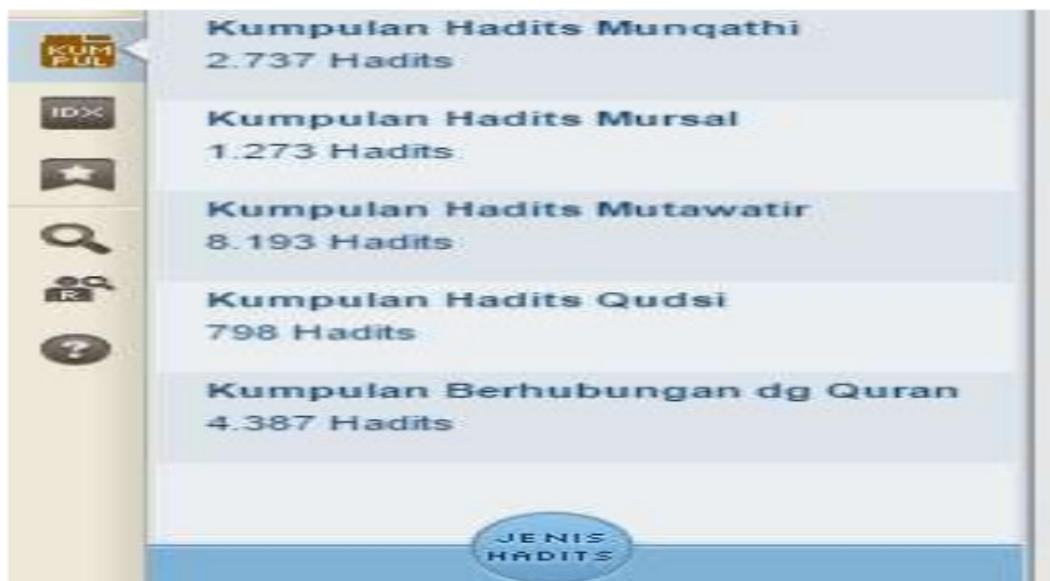 KUM
PUL
IDX
R
?
Kumpulan Hadits Munqathi
2.737 Hadits
Kumpulan Hadits Mursal
1.273 Hadits
Kumpulan Hadits Mutawatir
8.193 Hadits
Kumpulan Hadits Qudsi
798 Hadits
Kumpulan Berhubungan dg Quran
4.387 Hadits
JENIS
HADITS